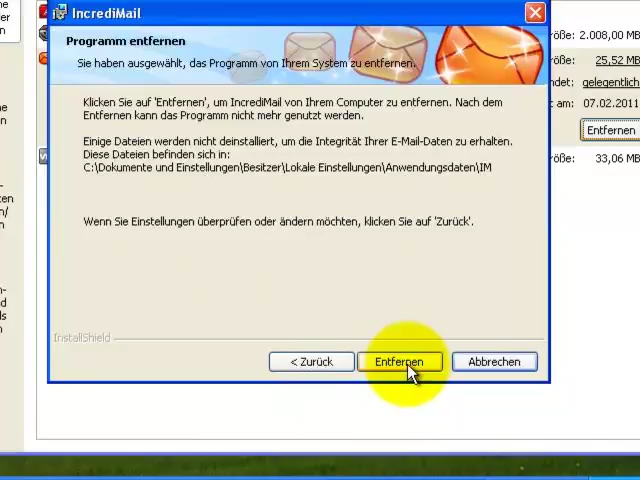 IncrediMail
Programm entfernen
Sie haben ausgewählt, das Programm von Ihrem System zu entfernen.
Klicken Sie auf 'Entfernen', um IncrediMail von Ihrem Computer zu entfernen. Nach dem
Entfernen kann das Programm nicht mehr genutzt werden.
Einige Dateien werden nicht deinstalliert, um die Integrität Ihrer E-Mail-Daten zu erhalten.
Diese Dateien befinden sich in:
C:\Dokumente und Einstellungen\Besitzer\Lokale Einstellungen\Anwendungsdaten\IM
Wenn Sie Einstellungen überprüfen oder ändern möchten, klicken Sie auf 'Zurück'.
InstallShield
< Zurück
Entfernen
Abbrechen
öße: 2.008,00 MB
öße: 25,52 MB
det: gelegentlich
am: 07.02.2011
Entfernen
öße: 33,06 MB